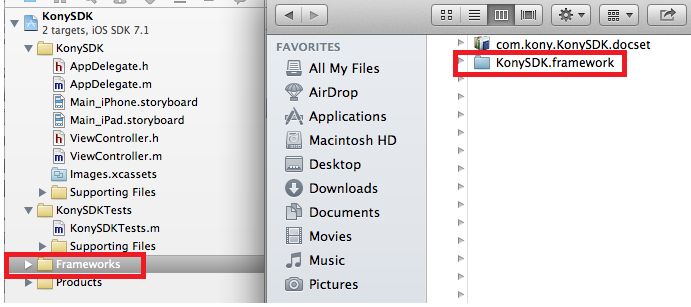 KonySDK
2 targets, iOS SDK 7.1
KonySDK
h AppDelegate.h
m AppDelegate.m
Main_iPhone.storyboard
Main_iPad.storyboard
h ViewController.h
m ViewController.m
Images.xcassets
Supporting Files
KonySDKTests
m KonySDKTests.m
Supporting Files
Frameworks
Products
FAVORITES
All My Files
AirDrop
Applications
Macintosh HD
Desktop
Downloads
Documents
Movies
Music
Pictures
com.kony.KonySDK.docset
KonySDK.framework